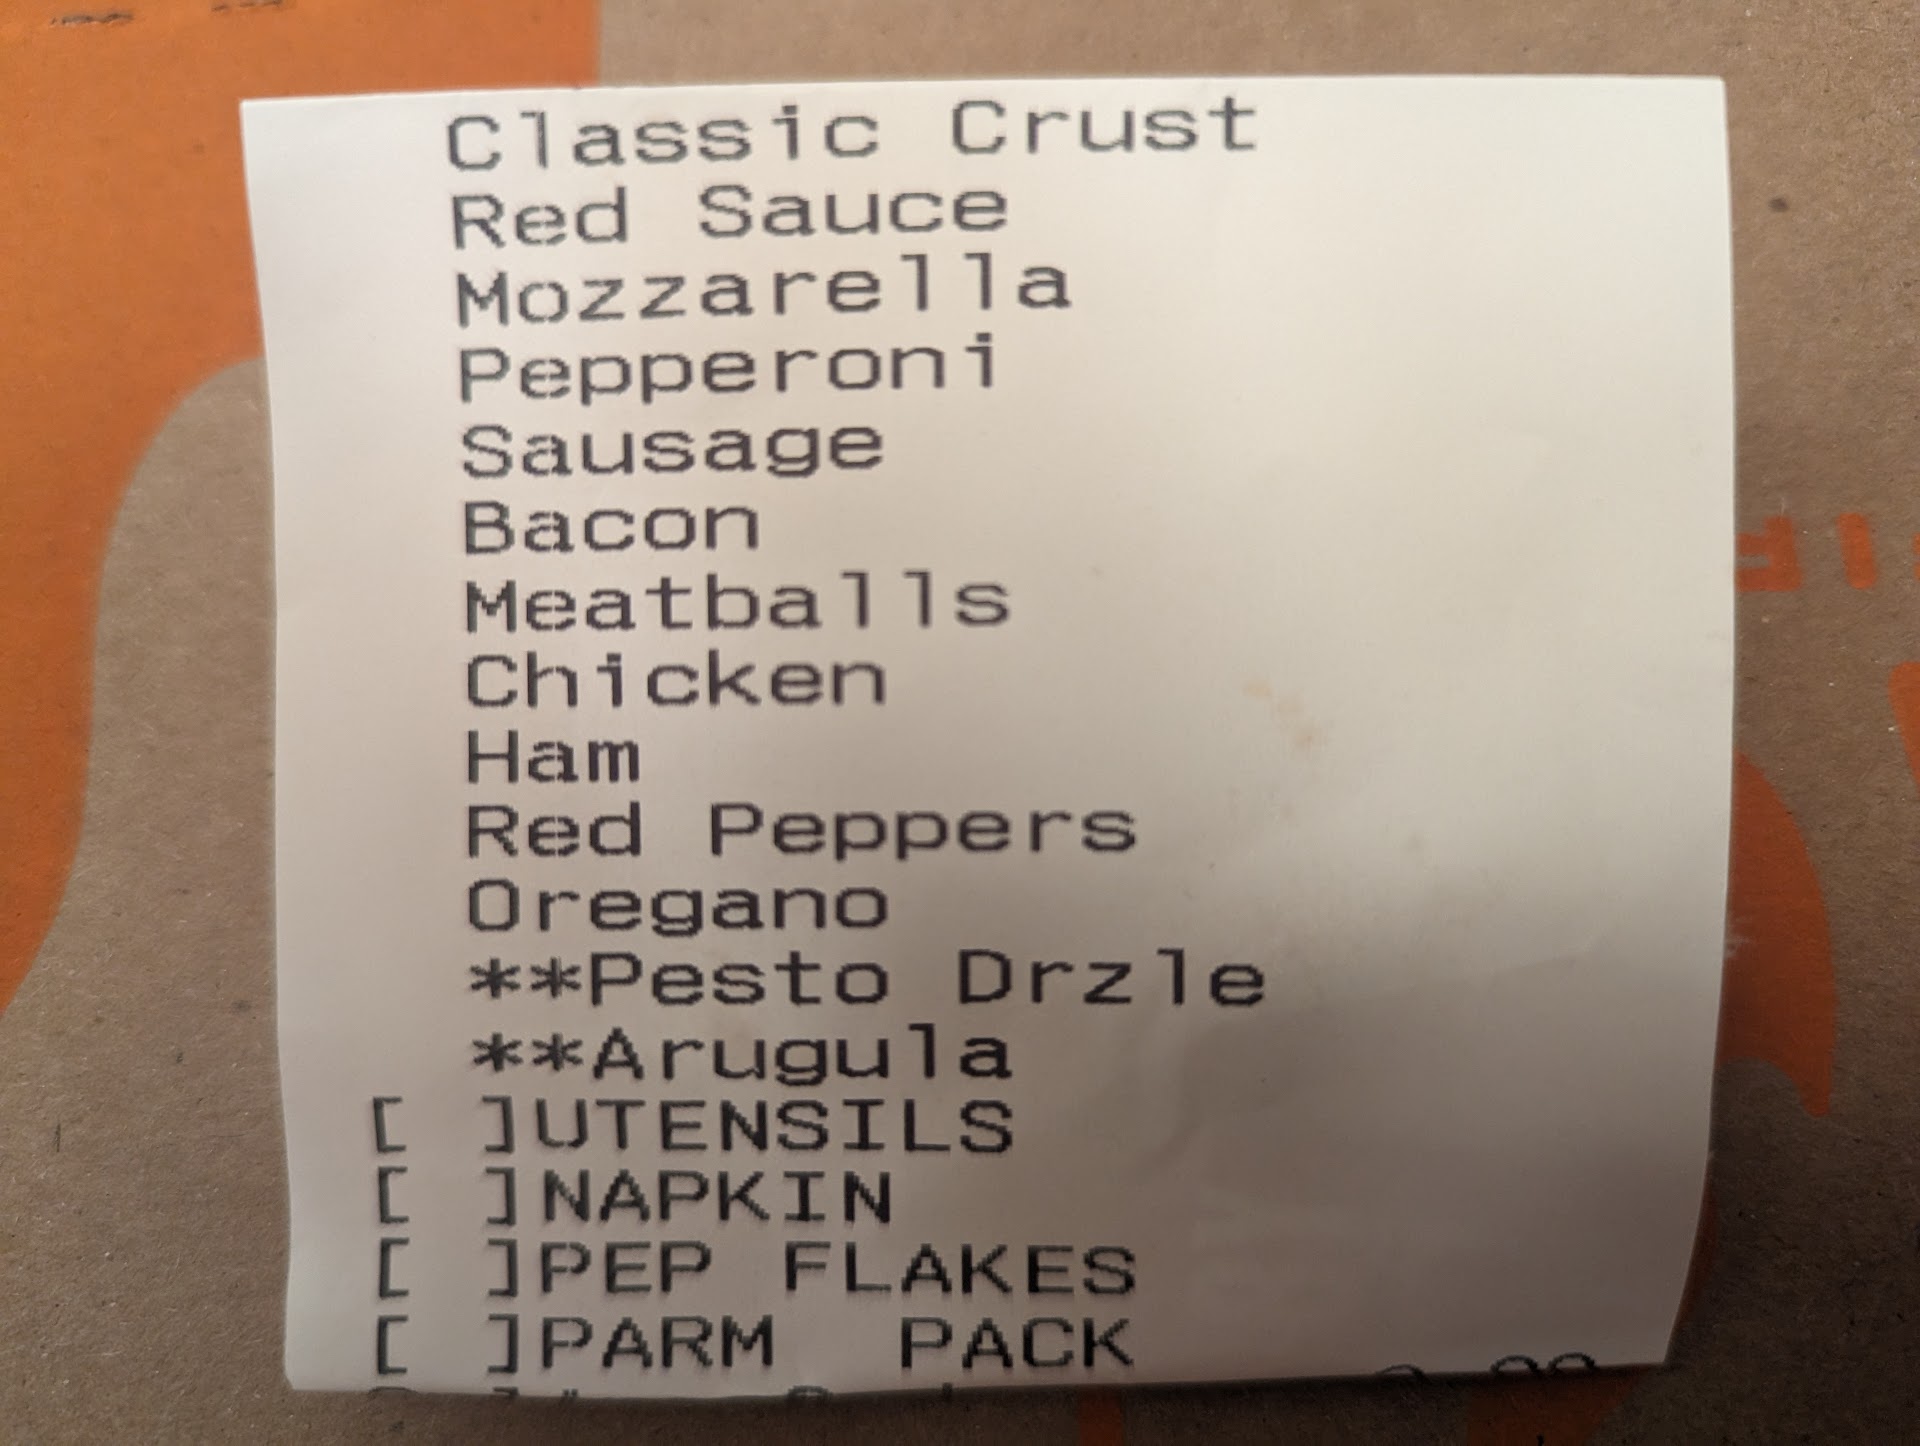 Classic Crust
Red Sauce
Mozzarella
Pepperoni
Sausage
Bacon
Meatballs
Chicken
Ham
Red Peppers
Oregano
**Pesto Drzle
**Arugula
[ ]UTENSILS
[ ]NAPKIN
[ ]PEP FLAKES
[ ]PARM  PACK